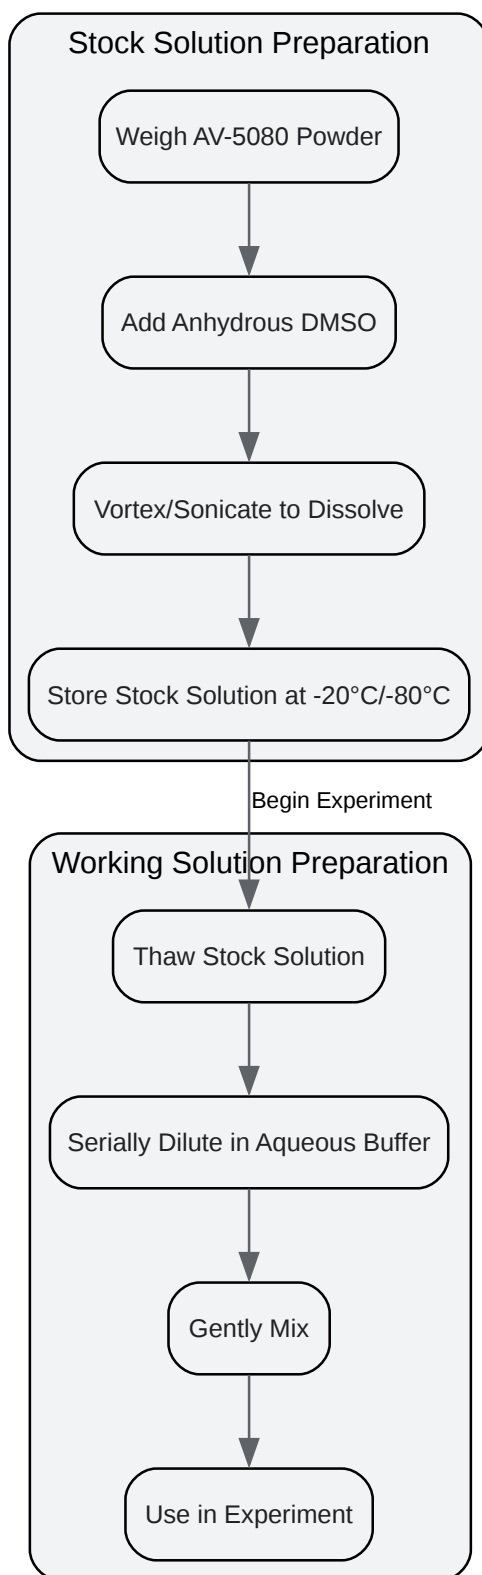 Stock Solution Preparation
Weigh AV-5080 Powder
Add Anhydrous DMSO
Vortex/Sonicate to Dissolve
Store Stock Solution at -20°C/-80°C
Begin Experiment
Working Solution Preparation
Thaw Stock Solution
Serially Dilute in Aqueous Buffer
Gently Mix
Use in Experiment